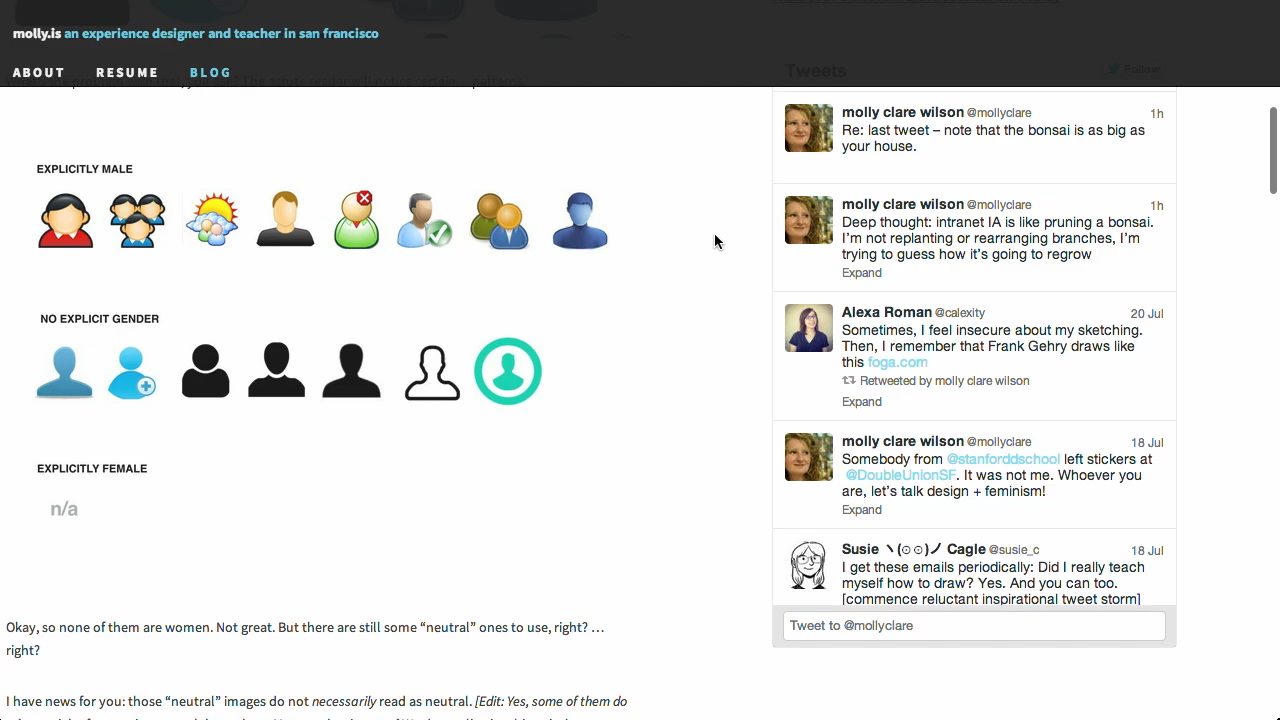 molly.is an experience designer and teacher in san francisco
ABOUT RESUME BLOG
EXPLICITLY MALE
NO EXPLICIT GENDER
EXPLICITLY FEMALE
n/a
Okay, so none of them are women. Not great. But there are still some “neutral” ones to use, right? …
right?
I have news for you: those “neutral” images do not necessarily read as neutral. [Edit: Yes, some of them do
Tweets
Follow
molly clare wilson @mollyclare 1h
Re: last tweet – note that the bonsai is as big as
your house.
molly clare wilson @mollyclare 1h
Deep thought: intranet IA is like pruning a bonsai.
I’m not replanting or rearranging branches, I’m
trying to guess how it’s going to regrow
Expand
Alexa Roman @calexity 20 Jul
Sometimes, I feel insecure about my sketching.
Then, I remember that Frank Gehry draws like
this foga.com
Retweeted by molly clare wilson
Expand
molly clare wilson @mollyclare 18 Jul
Somebody from @stanforddschool left stickers at
@DoubleUnionSF. It was not me. Whoever you
are, let’s talk design + feminism!
Expand
Susie ヽ(⊙⊙)ノ Cagle @susie_c 18 Jul
I get these emails periodically: Did I really teach
myself how to draw? Yes. And you can too.
[commence reluctant inspirational tweet storm]
Tweet to @mollyclare